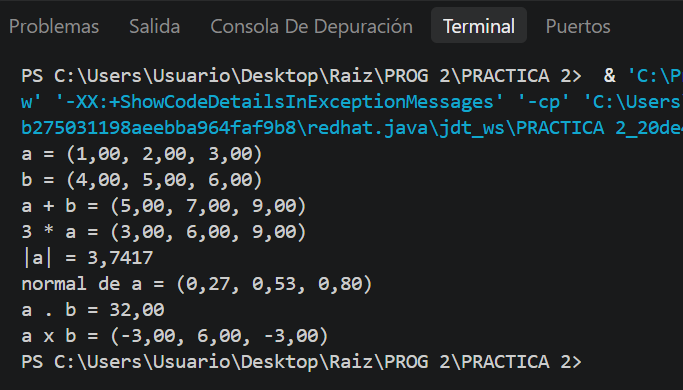 Problemas Salida Consola De Depuración Terminal Puertos
PS C:\Users\Usuario\Desktop\Raiz\PROG 2\PRACTICA 2>  & 'C:\P
w' '-XX:+ShowCodeDetailsInExceptionMessages' '-cp' 'C:\Users
b275031198aeebba964faf9b8\redhat.java\jdt_ws\PRACTICA 2_20de
a = (1,00, 2,00, 3,00)
b = (4,00, 5,00, 6,00)
a + b = (5,00, 7,00, 9,00)
3 * a = (3,00, 6,00, 9,00)
|a| = 3,7417
normal de a = (0,27, 0,53, 0,80)
a . b = 32,00
a x b = (-3,00, 6,00, -3,00)
PS C:\Users\Usuario\Desktop\Raiz\PROG 2\PRACTICA 2>